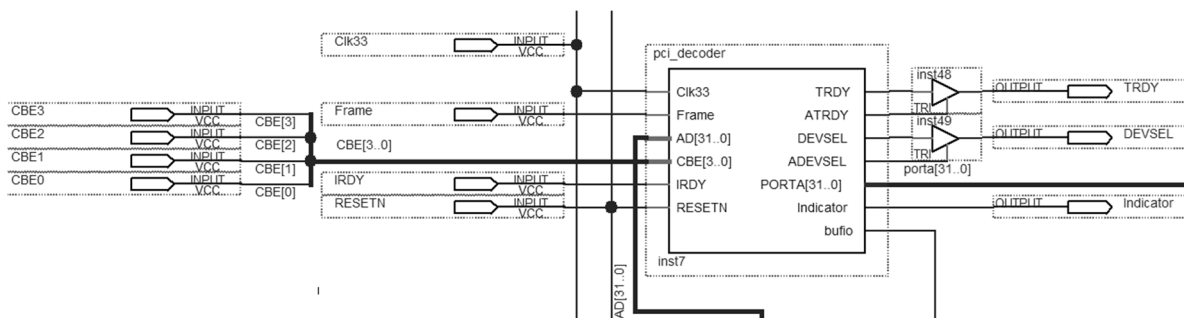 Clk33 INPUT VCC
pci_decoder
CBE3 INPUT VCC CBE[3]
CBE2 INPUT VCC CBE[2]
CBE1 INPUT VCC CBE[1]
CBE0 INPUT VCC CBE[0]
CBE[3..0]
Frame INPUT VCC
IRDY INPUT VCC
RESETN INPUT VCC
Clk33 TRDY
Frame ATRDY
AD[31..0] DEVSEL
CBE[3..0] ADEVSEL
IRDY PORTA[31..0]
RESETN Indicator
bufio
inst7
AD[31..0]
inst48
TRI
OUTPUT TRDY
inst49
TRI
OUTPUT DEVSEL
porta[31..0]
OUTPUT Indicator